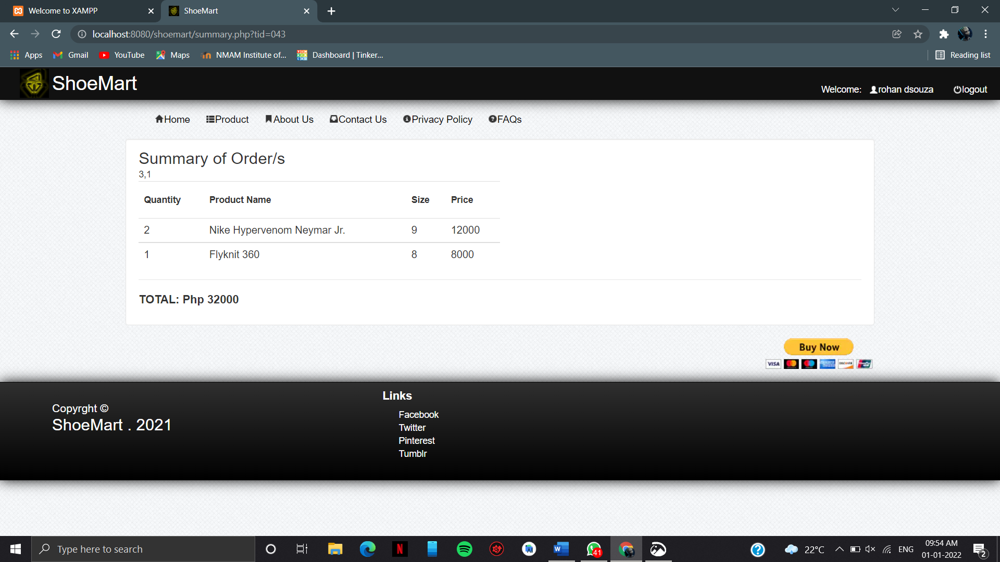 Welcome to XAMPP
ShoeMart
localhost:8080/shoemart/summary.php?tid=043
Apps Gmail YouTube Maps NMAM Institute of... Dashboard | Tinker... Reading list
ShoeMart
Welcome: rohan dsouza logout
Home Product About Us Contact Us Privacy Policy FAQs
Summary of Order/s
3,1
Quantity Product Name Size Price
2 Nike Hypervenom Neymar Jr. 9 12000
1 Flyknit 360 8 8000
TOTAL: Php 32000
Buy Now
VISA DISCOVER
Links
Copyrght ©
ShoeMart . 2021
Facebook
Twitter
Pinterest
Tumblr
Type here to search
41
22°C ENG
09:54 AM
01-01-2022
2